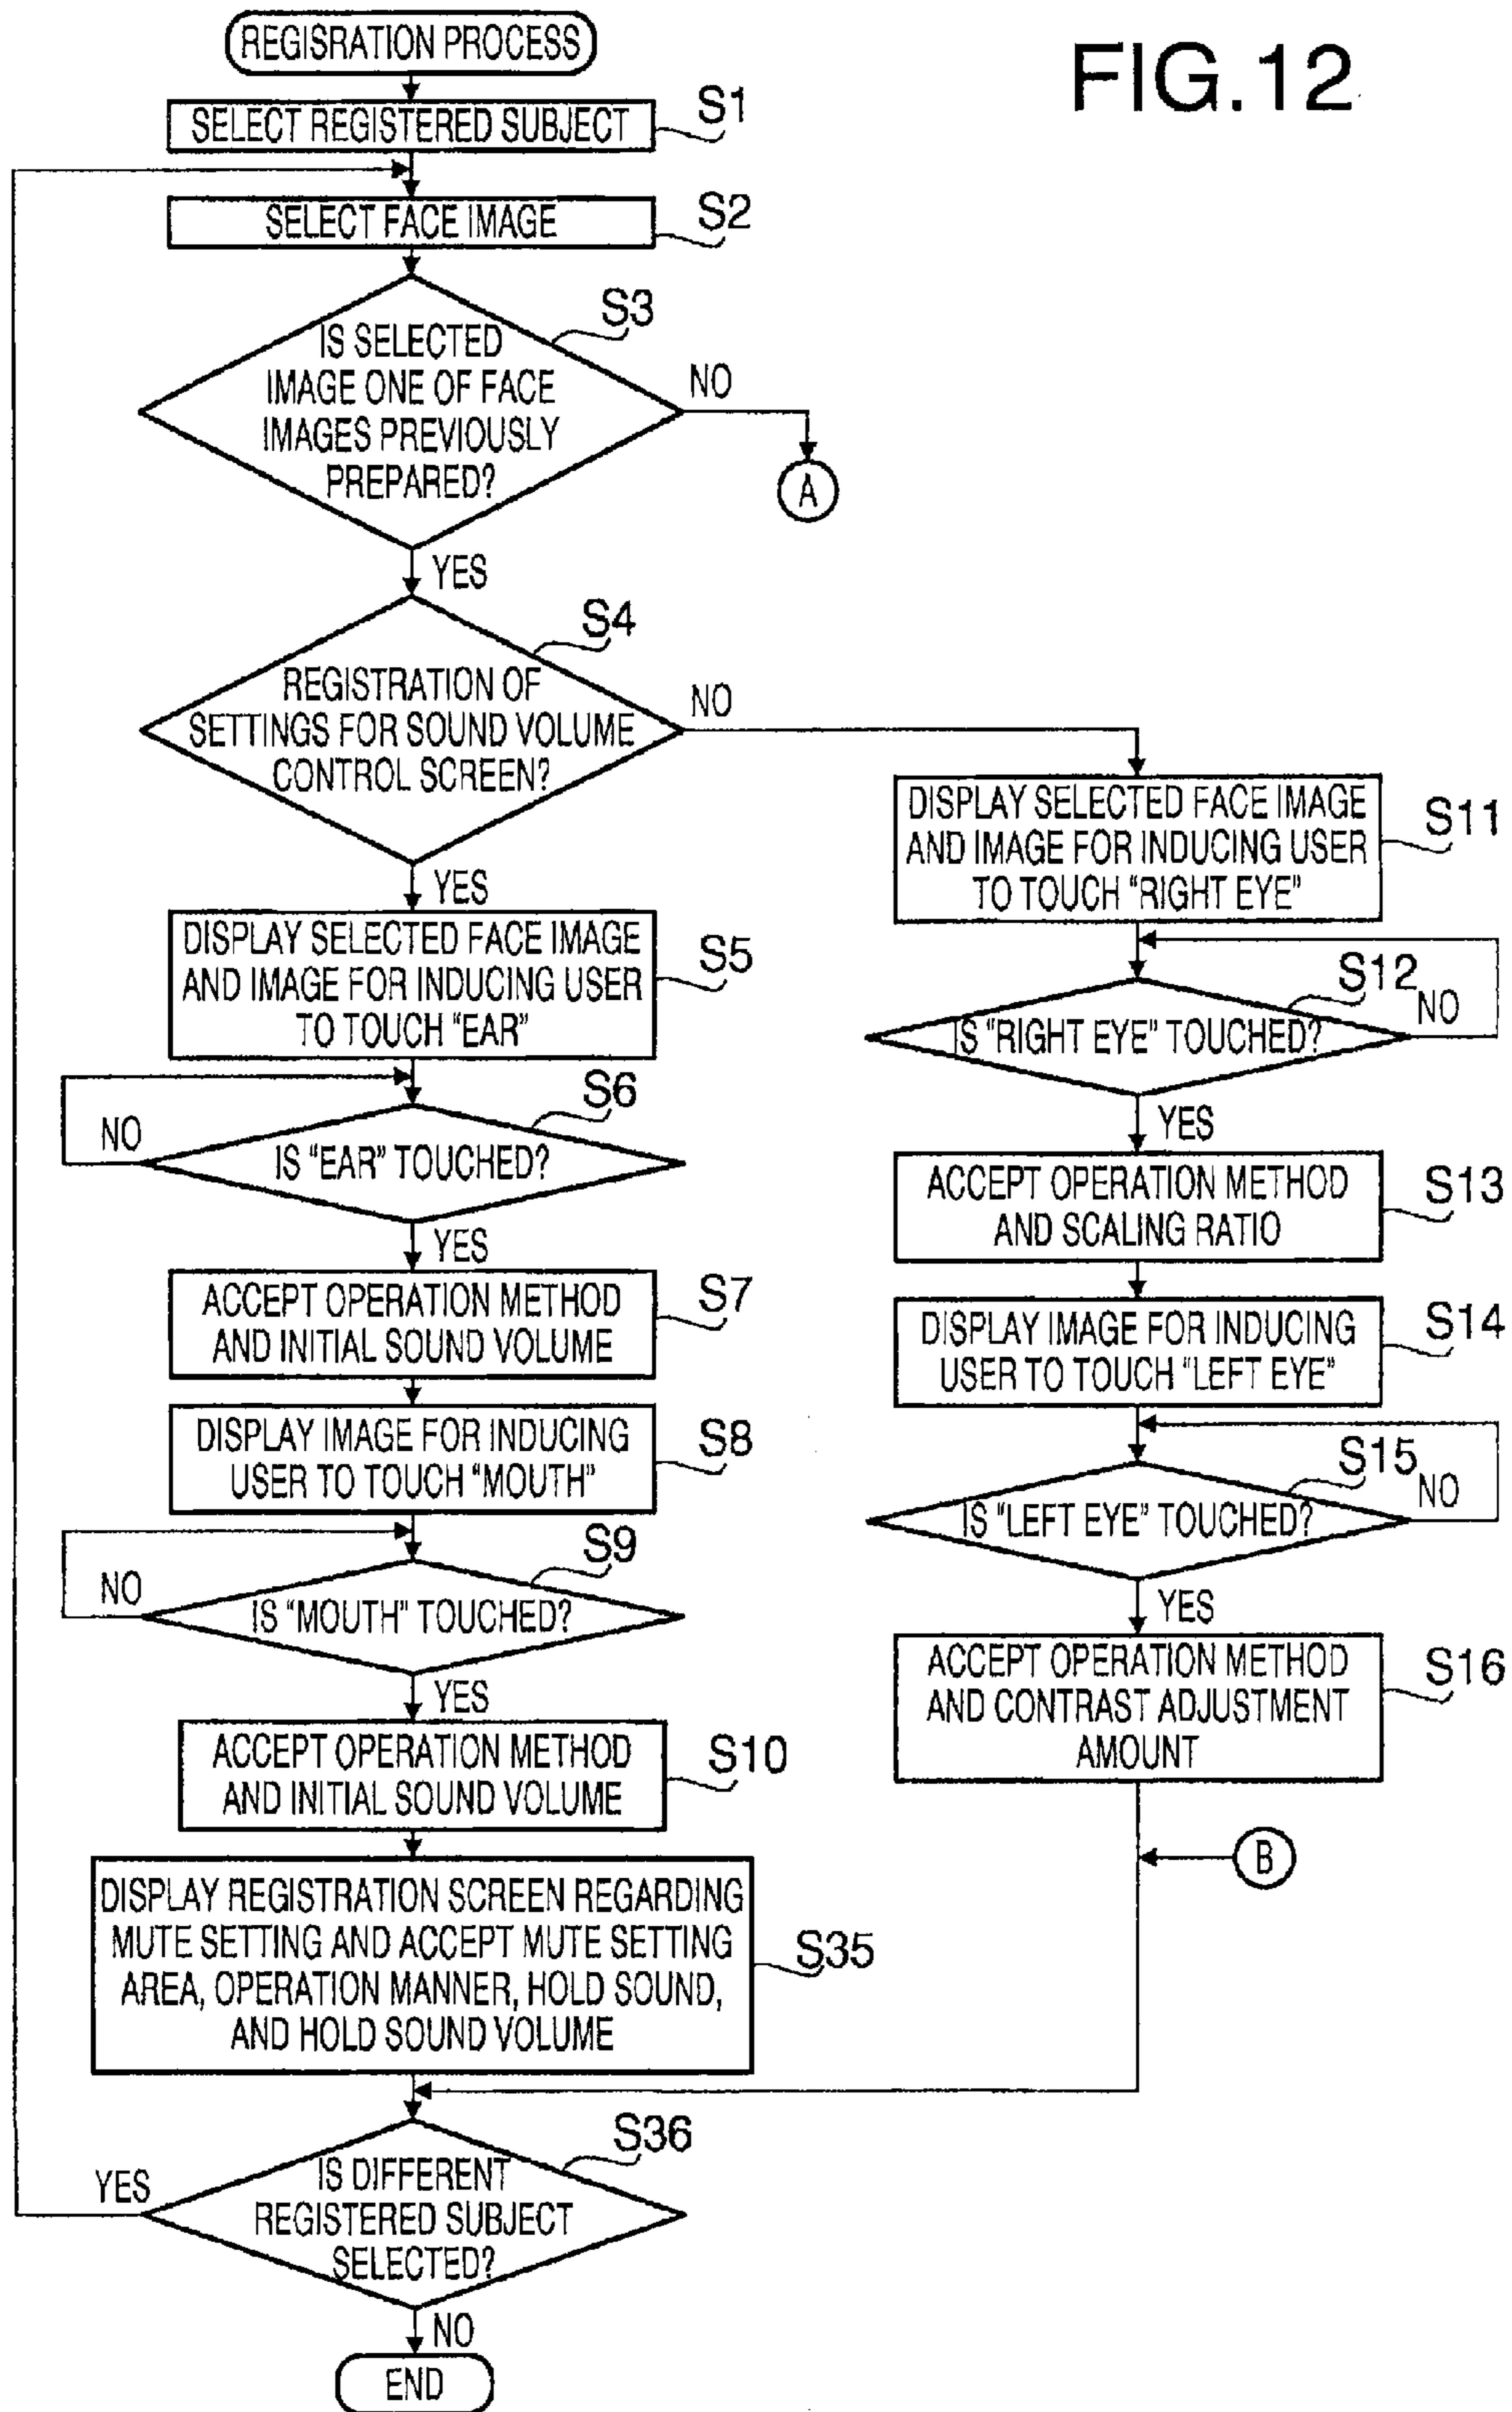 FIG.12
REGISRATION PROCESS
SELECT REGISTERED SUBJECT
S1
SELECT FACE IMAGE
S2
S3
IS SELECTED
IMAGE ONE OF FACE
IMAGES PREVIOUSLY
PREPARED?
NO
A
YES
S4
REGISTRATION OF
SETTINGS FOR SOUND VOLUME
CONTROL SCREEN?
NO
YES
DISPLAY SELECTED FACE IMAGE
AND IMAGE FOR INDUCING USER
TO TOUCH "EAR"
S5
S6
NO
IS "EAR" TOUCHED?
YES
ACCEPT OPERATION METHOD
AND INITIAL SOUND VOLUME
S7
DISPLAY IMAGE FOR INDUCING
USER TO TOUCH "MOUTH"
S8
S9
NO
IS "MOUTH" TOUCHED?
YES
ACCEPT OPERATION METHOD
AND INITIAL SOUND VOLUME
S10
DISPLAY REGISTRATION SCREEN REGARDING
MUTE SETTING AND ACCEPT MUTE SETTING
AREA, OPERATION MANNER, HOLD SOUND,
AND HOLD SOUND VOLUME
S35
DISPLAY SELECTED FACE IMAGE
AND IMAGE FOR INDUCING USER
TO TOUCH "RIGHT EYE"
S11
S12
NO
IS "RIGHT EYE" TOUCHED?
YES
ACCEPT OPERATION METHOD
AND SCALING RATIO
S13
DISPLAY IMAGE FOR INDUCING
USER TO TOUCH "LEFT EYE"
S14
S15
NO
IS "LEFT EYE" TOUCHED?
YES
ACCEPT OPERATION METHOD
AND CONTRAST ADJUSTMENT
AMOUNT
S16
B
S36
YES
IS DIFFERENT
REGISTERED SUBJECT
SELECTED?
NO
END